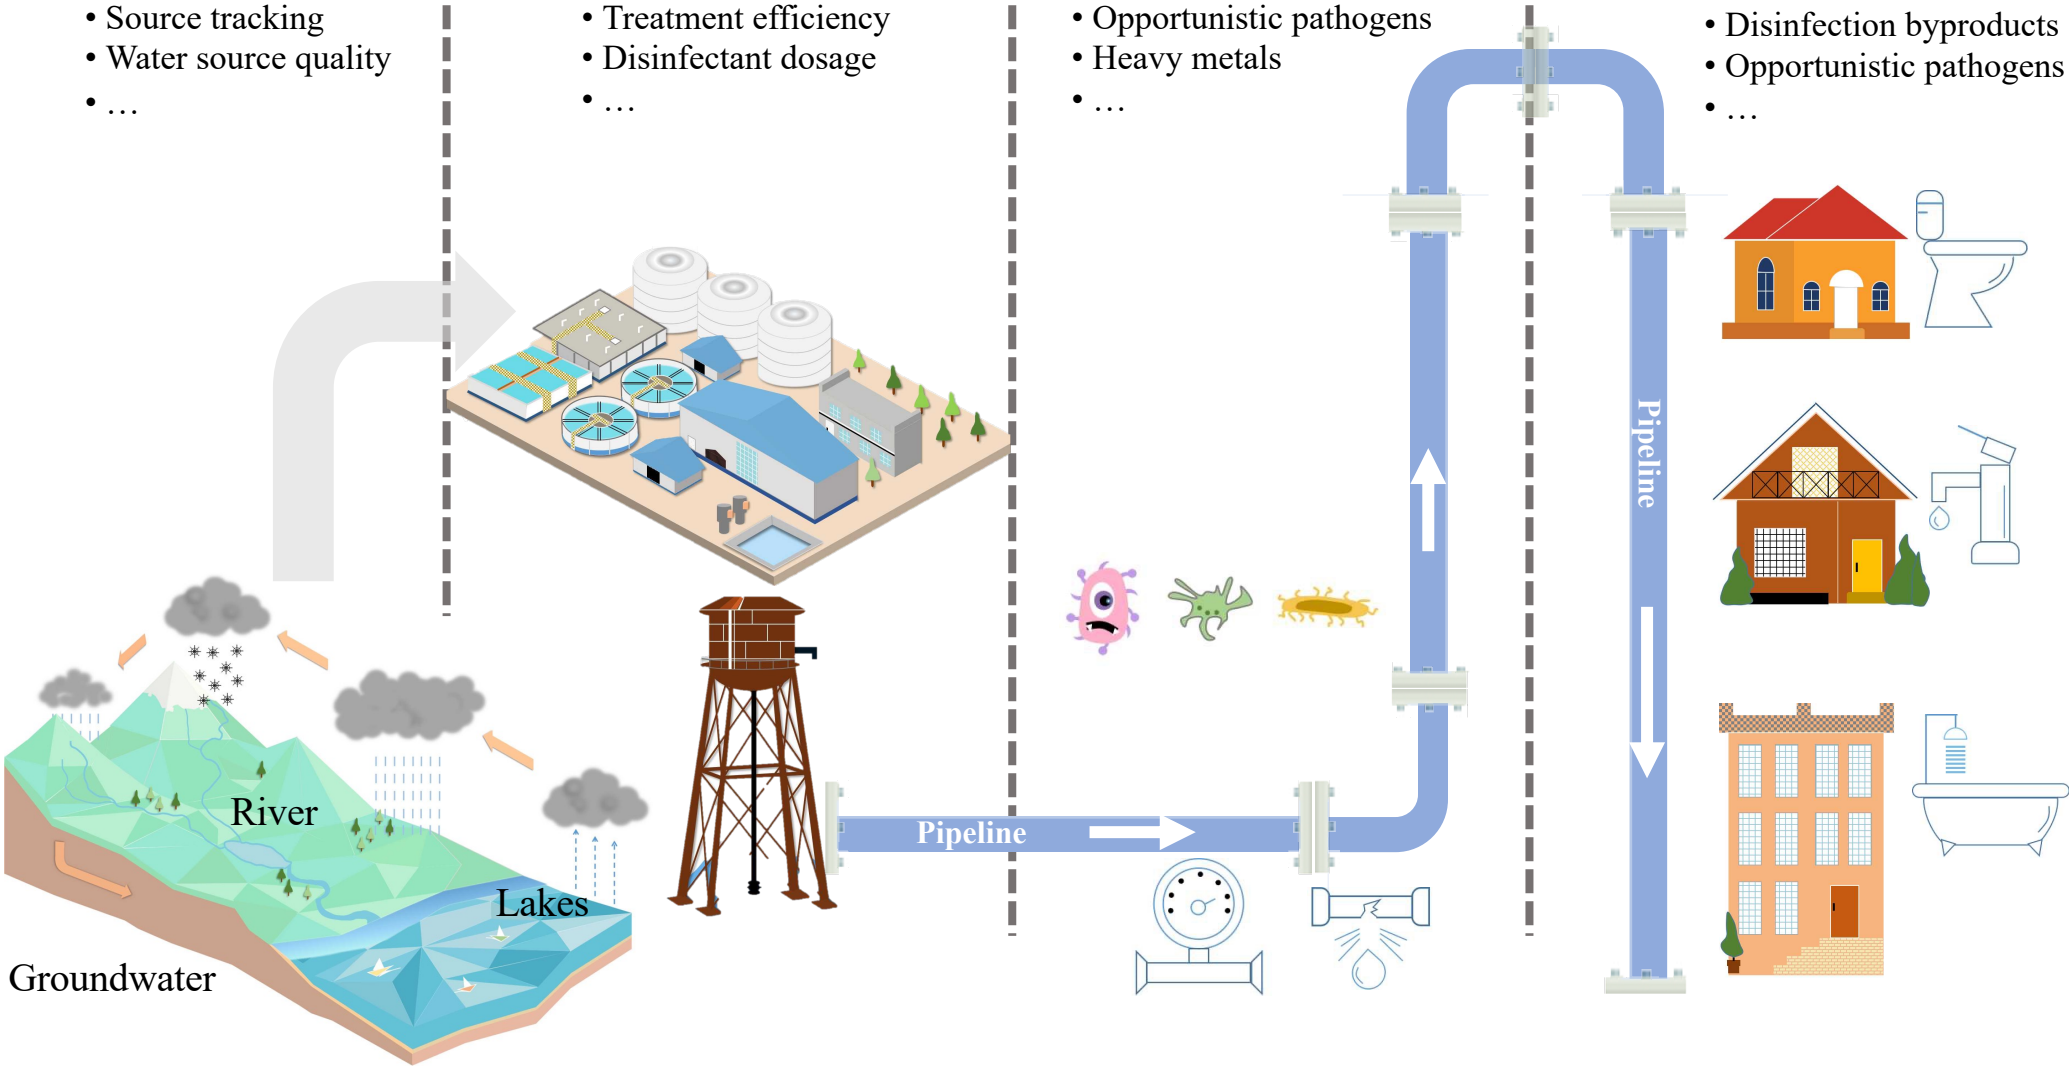 • Source tracking
• Water source quality
• …
• Treatment efficiency
• Disinfectant dosage
• …
• Opportunistic pathogens
• Heavy metals
• …
• Disinfection byproducts
• Opportunistic pathogens
• …
Pipeline
River
Pipeline
Lakes
Groundwater